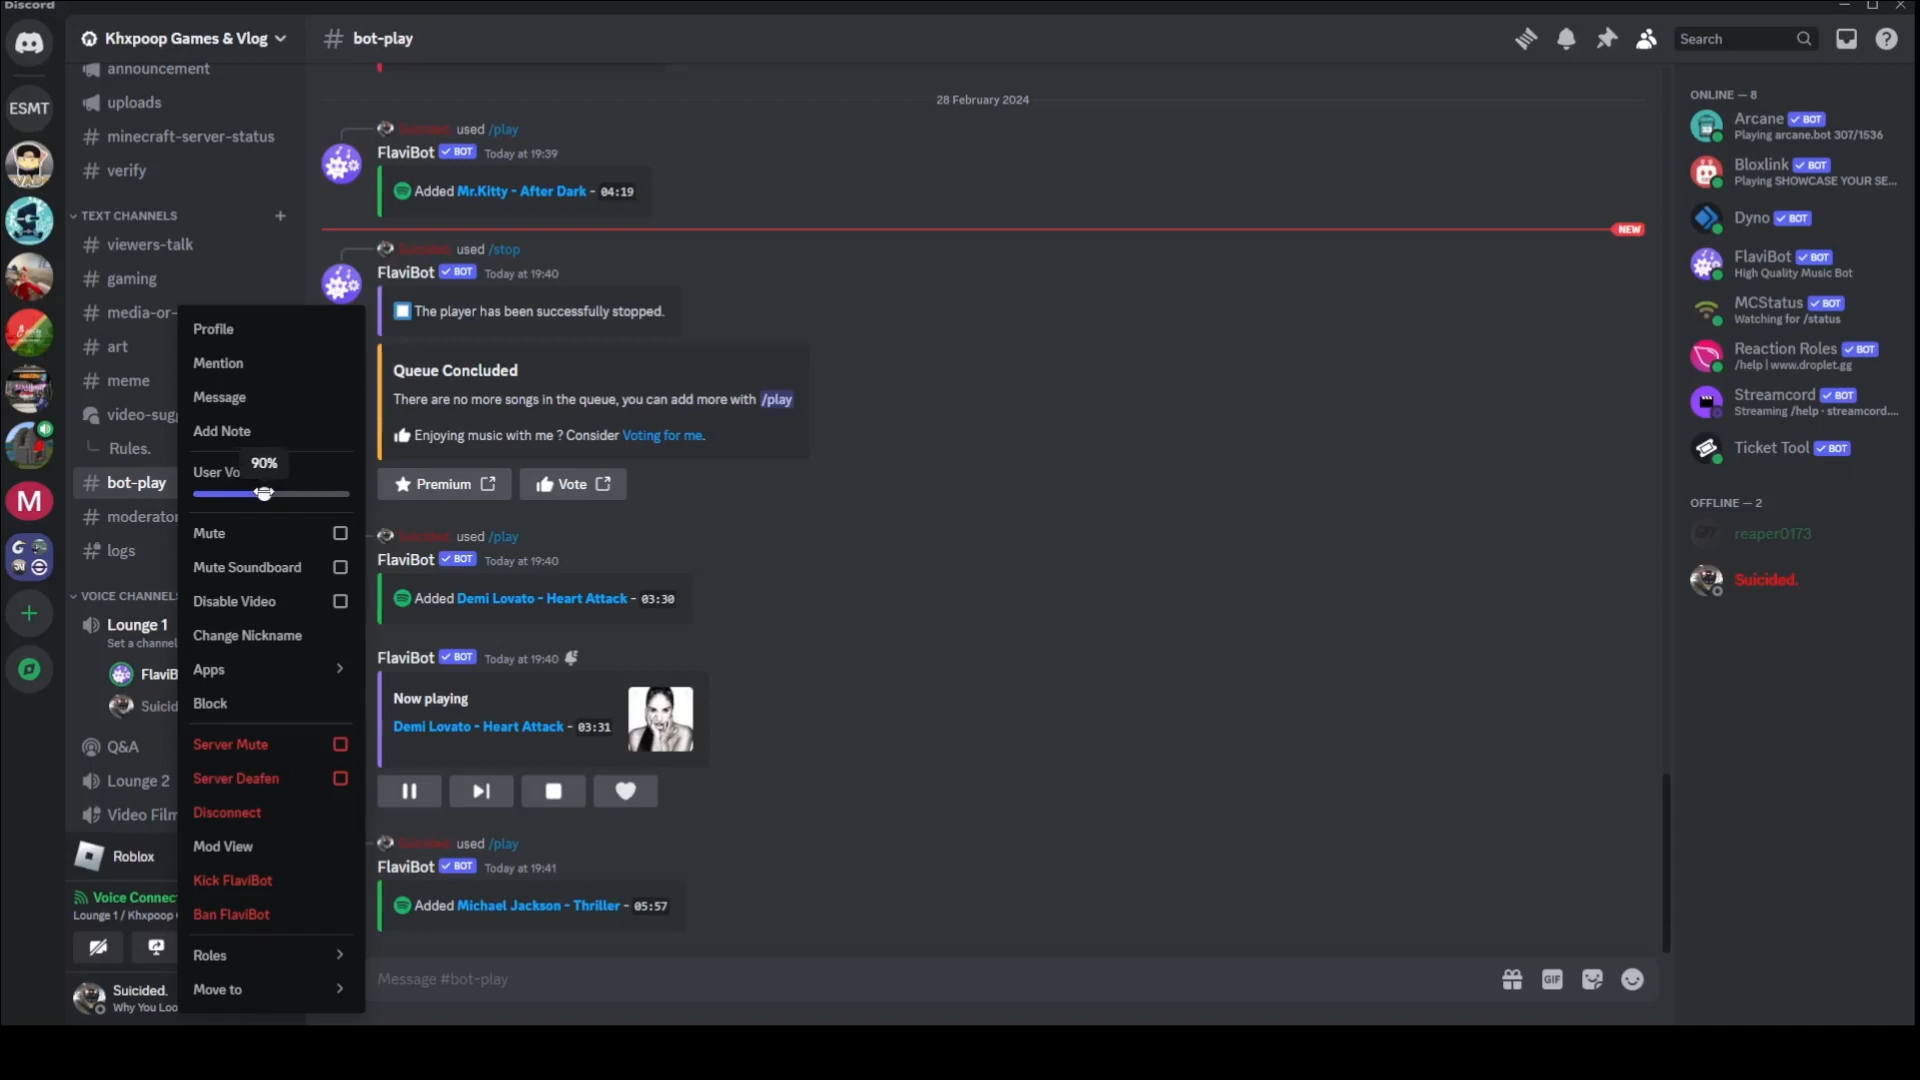 Discord
Khxpoop Games & Vlog
# bot-play
Search
ESMT
M
announcement
uploads
# minecraft-server-status
# verify
TEXT CHANNELS +
# viewers-talk
# gaming
# media-or-
# art
# meme
video-sugg
Rules.
# bot-play
# moderator
# logs
VOICE CHANNELS
Lounge 1
Set a channel
FlaviB
Suicid
Q&A
Lounge 2
Video Film
Roblox
Voice Connec
Lounge 1 / Khxpoop
Suicided.
Why You Loo
Profile
Mention
Message
Add Note
90%
User Vo
Mute
Mute Soundboard
Disable Video
Change Nickname
Apps
Block
Server Mute
Server Deafen
Disconnect
Mod View
Kick FlaviBot
Ban FlaviBot
Roles
Move to
28 February 2024
Suicided. used /play
FlaviBot BOT Today at 19:39
Added Mr.Kitty - After Dark - 04:19
NEW
Suicided. used /stop
FlaviBot BOT Today at 19:40
The player has been successfully stopped.
Queue Concluded
There are no more songs in the queue, you can add more with /play
Enjoying music with me ? Consider Voting for me.
Premium
Vote
Suicided. used /play
FlaviBot BOT Today at 19:40
Added Demi Lovato - Heart Attack - 03:30
FlaviBot BOT Today at 19:40
Now playing
Demi Lovato - Heart Attack - 03:31
Suicided. used /play
FlaviBot BOT Today at 19:41
Added Michael Jackson - Thriller - 05:57
Message #bot-play
GIF
ONLINE — 8
Arcane BOT
Playing arcane.bot 307/1536
Bloxlink BOT
Playing SHOWCASE YOUR SE...
Dyno BOT
FlaviBot BOT
High Quality Music Bot
MCStatus BOT
Watching for /status
Reaction Roles BOT
/help | www.droplet.gg
Streamcord BOT
Streaming /help · streamcord....
Ticket Tool BOT
OFFLINE — 2
reaper0173
Suicided.